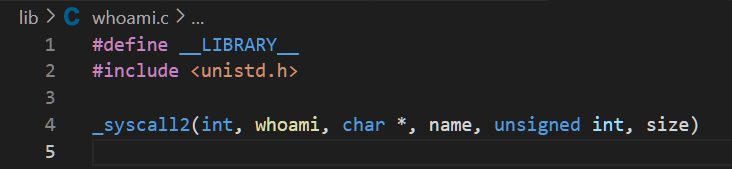 lib > C whoami.c > ...
1 #define __LIBRARY__
2 #include <unistd.h>
3
4 _syscall2(int, whoami, char *, name, unsigned int, size)
5